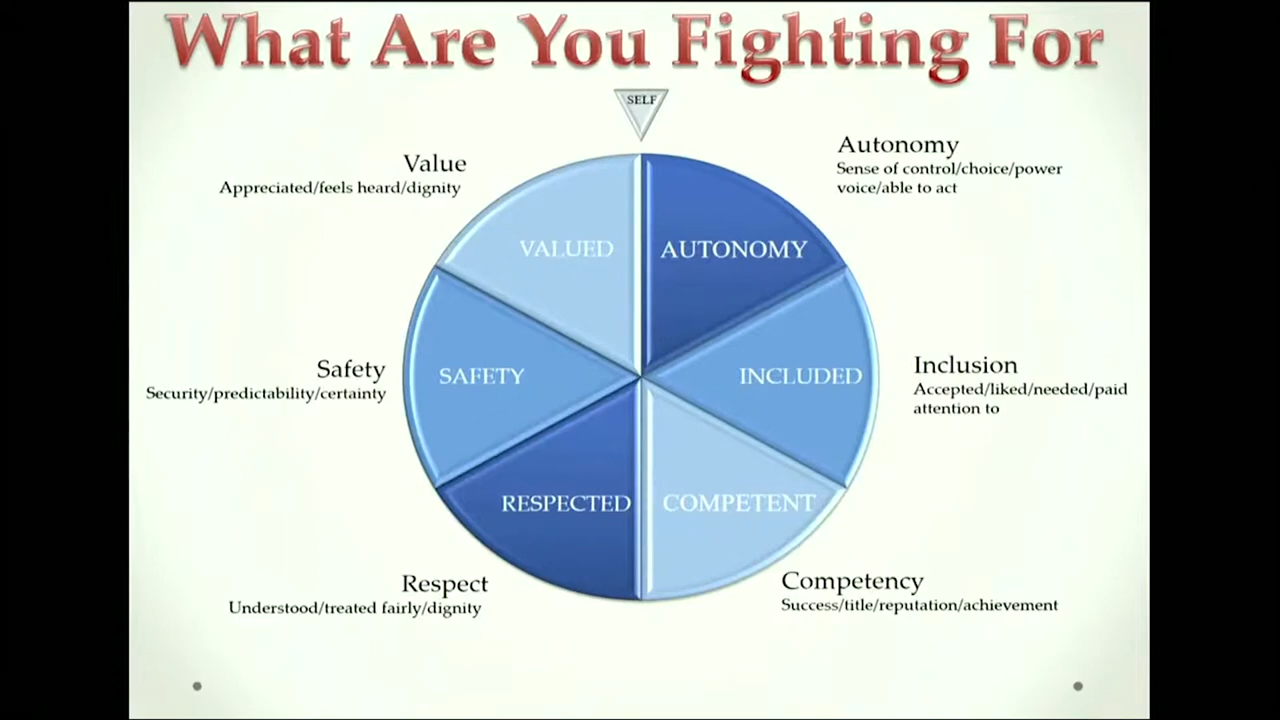 What Are You Fighting For
SELF
Value
Appreciated/feels heard/dignity
Autonomy
Sense of control/choice/power
voice/able to act
VALUED
AUTONOMY
Safety
Security/predictability/certainty
SAFETY
INCLUDED
Inclusion
Accepted/liked/needed/paid
attention to
RESPECTED
COMPETENT
Respect
Understood/treated fairly/dignity
Competency
Success/title/reputation/achievement